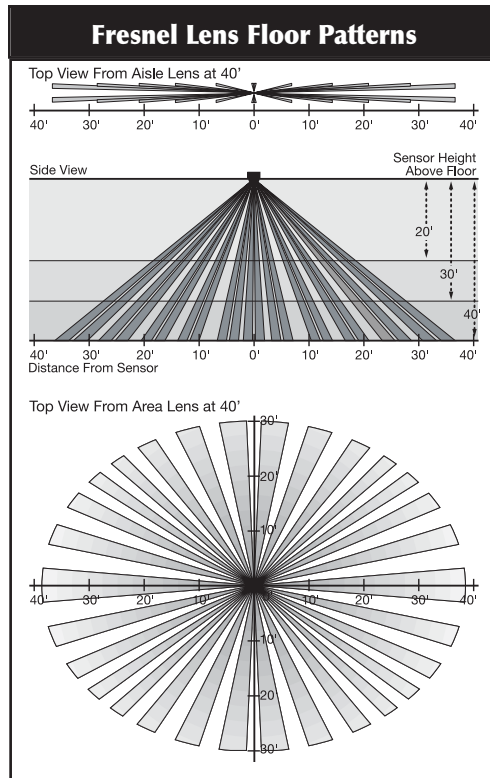 Fresnel Lens Floor Patterns
Top View From Aisle Lens at 40'
40' 30' 20' 10' 0' 10' 20' 30' 40'
Side View
Sensor Height
Above Floor
20'
30'
40'
40' 30' 20' 10' 0' 10' 20' 30' 40'
Distance From Sensor
Top View From Area Lens at 40'
30'
20'
10'
40' 30' 20' 10' 10' 20' 30' 40'
10'
20'
30'